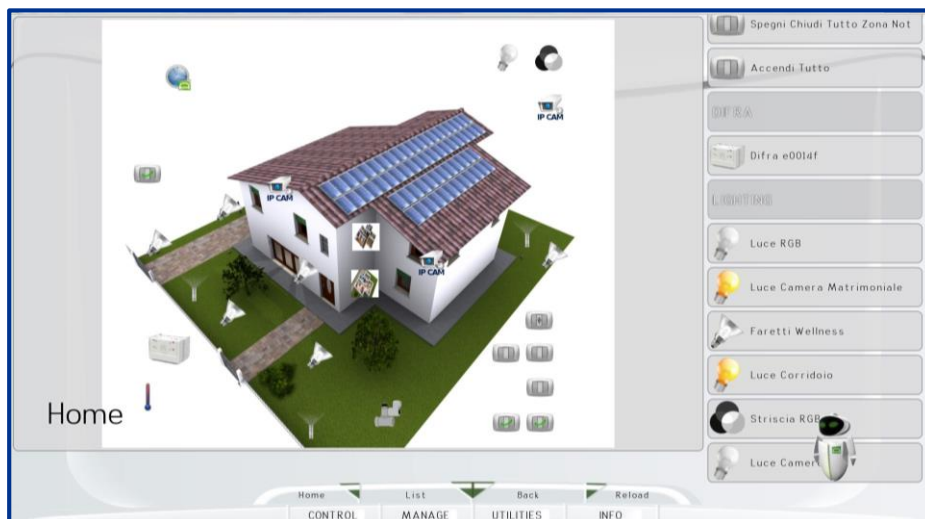 Spegni Chiudi Tutto Zona Not
Accendi Tutto
DIFRA
Difra e0014f
LIGHTING
Luce RGB
Luce Camera Matrimoniale
Faretti Wellness
Luce Corridoio
Striscia RGB
Luce Camer
IP CAM
IP CAM
IP CAM
Home
Home List Back Reload
CONTROL MANAGE UTILITIES INFO